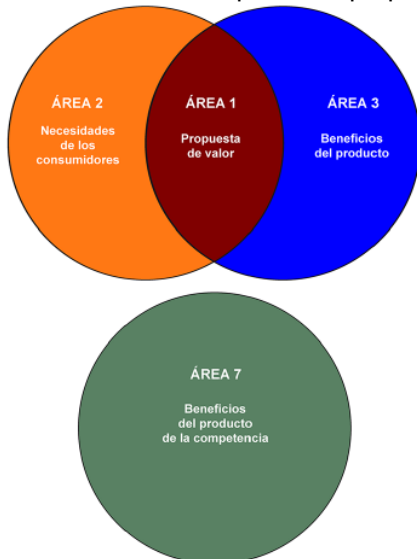 ÁREA 2
Necesidades
de los
consumidores
ÁREA 1
Propuesta
de valor
ÁREA 3
Beneficios
del producto
ÁREA 7
Beneficios
del producto
de la competencia